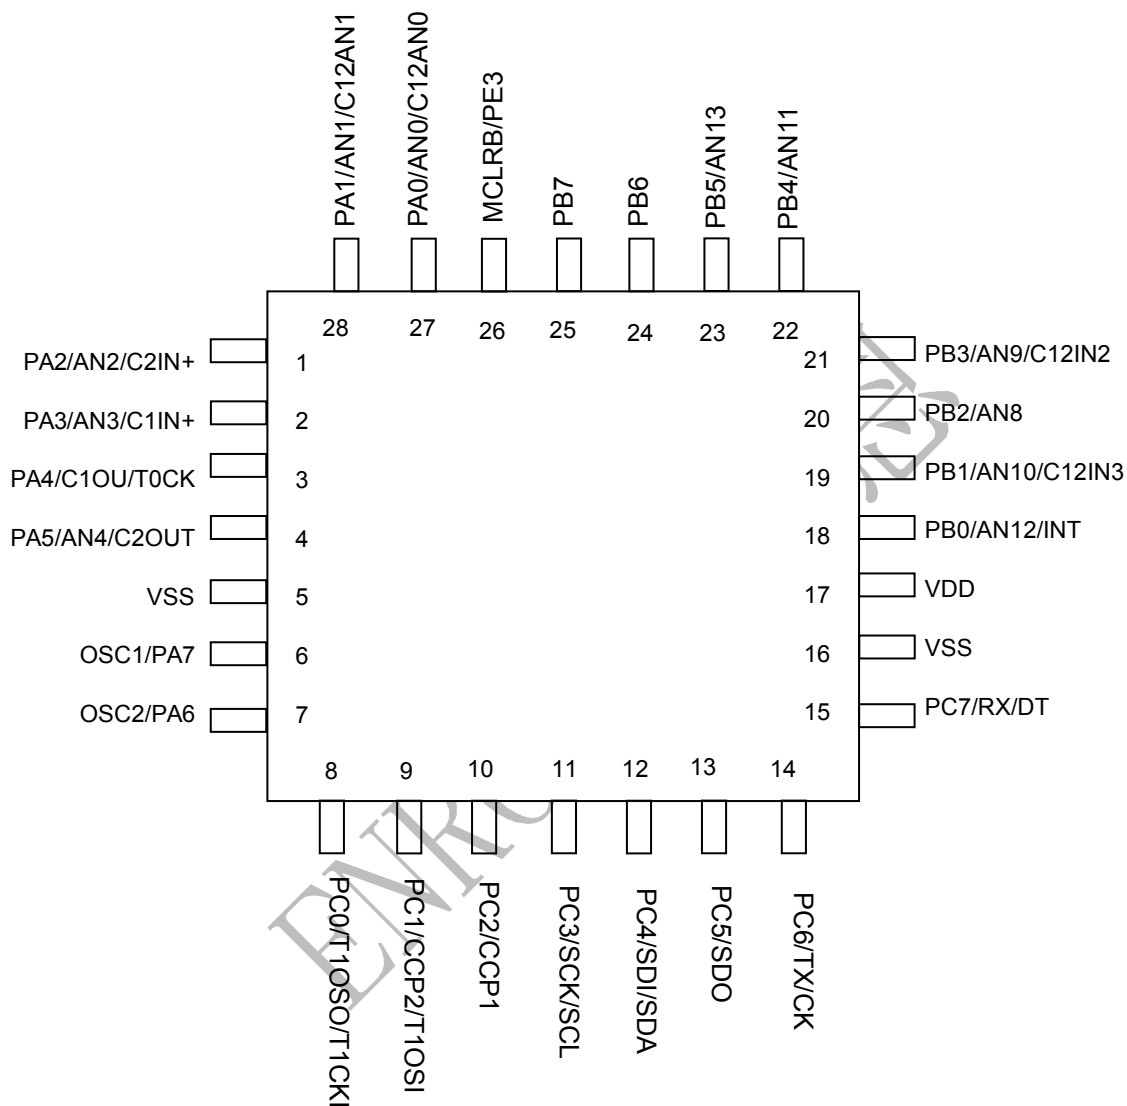 PA1/AN1/C12AN1
PA0/AN0/C12AN0
MCLRB/PE3
PB7
PB6
PB5/AN13
PB4/AN11
28
27
26
25
24
23
22
PA2/AN2/C2IN+
1
PA3/AN3/C1IN+
2
PA4/C1OU/T0CK
3
PA5/AN4/C2OUT
4
VSS
5
OSC1/PA7
6
OSC2/PA6
7
21
PB3/AN9/C12IN2
20
PB2/AN8
19
PB1/AN10/C12IN3
18
PB0/AN12/INT
17
VDD
16
VSS
15
PC7/RX/DT
8
9
10
11
12
13
14
PC0/T1OSO/T1CKI
PC1/CCP2/T1OSI
PC2/CCP1
PC3/SCK/SCL
PC4/SDI/SDA
PC5/SDO
PC6/TX/CK